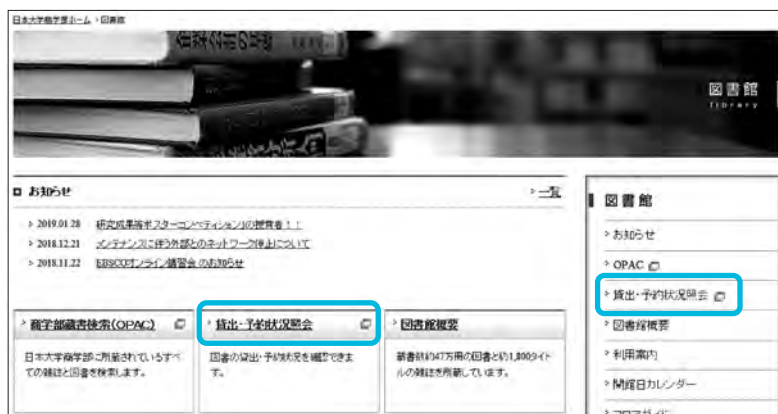 日本大学商学部ホーム > 図書館
図書館
library
お知らせ
> 一覧
> 2019.01.28 研究成果等ポスターコンペティション」の授賞者!!
> 2018.12.21 メンテナンスに伴う外部とのネットワーク停止について
> 2018.11.22 EBSCOオンライン講習会のお知らせ
> 商学部蔵書検索(OPAC)
日本大学商学部に所蔵されているすべ
ての雑誌と図書を検索します。
> 貸出・予約状況照会
図書の貸出・予約状況を確認できま
す。
> 図書館概要
蔵書数約47万冊の図書と約1,800タイト
ルの雑誌を所蔵しています。
図書館
> お知らせ
> OPAC
> 貸出・予約状況照会
> 図書館概要
> 利用案内
> 開館日カレンダー
> フロアガイド